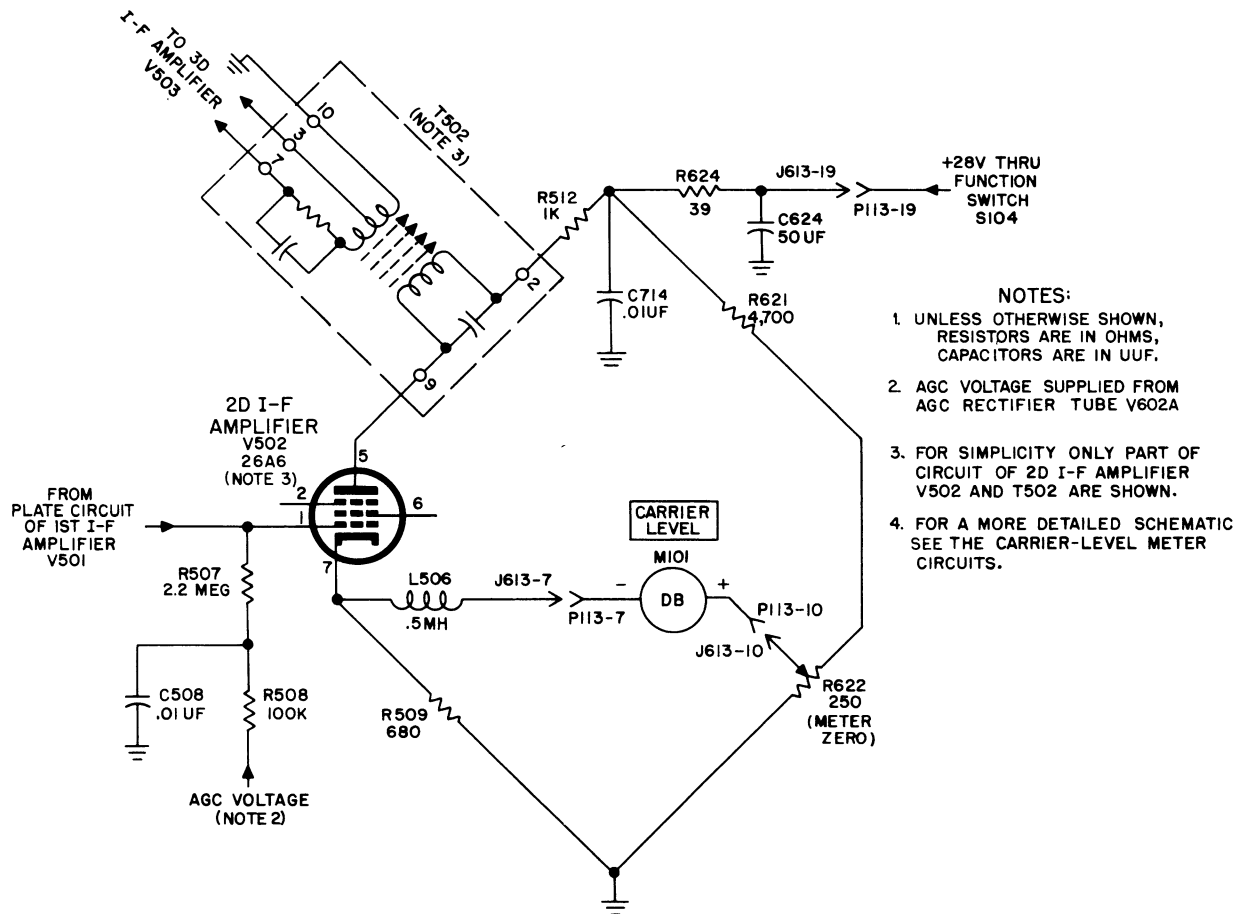 TO 3D
I-F AMPLIFIER
V503
10
3
7
T502
(NOTE 3)
R512
1K
2
9
R624
39
J613-19
P113-19
+28V THRU
FUNCTION
SWITCH
S104
C624
50UF
C714
.01UF
R621
4,700
NOTES:
1. UNLESS OTHERWISE SHOWN,
RESISTORS ARE IN OHMS,
CAPACITORS ARE IN UUF.
2. AGC VOLTAGE SUPPLIED FROM
AGC RECTIFIER TUBE V602A
3. FOR SIMPLICITY ONLY PART OF
CIRCUIT OF 2D I-F AMPLIFIER
V502 AND T502 ARE SHOWN.
4. FOR A MORE DETAILED SCHEMATIC
SEE THE CARRIER-LEVEL METER
CIRCUITS.
2D I-F
AMPLIFIER
V502
26A6
(NOTE 3)
5
2
1
6
7
FROM
PLATE CIRCUIT
OF 1ST I-F
AMPLIFIER
V501
R507
2.2 MEG
C508
.01UF
R508
100K
AGC VOLTAGE
(NOTE 2)
L506
.5MH
J613-7
P113-7
CARRIER
LEVEL
M101
- DB +
P113-10
J613-10
R622
250
(METER
ZERO)
R509
680